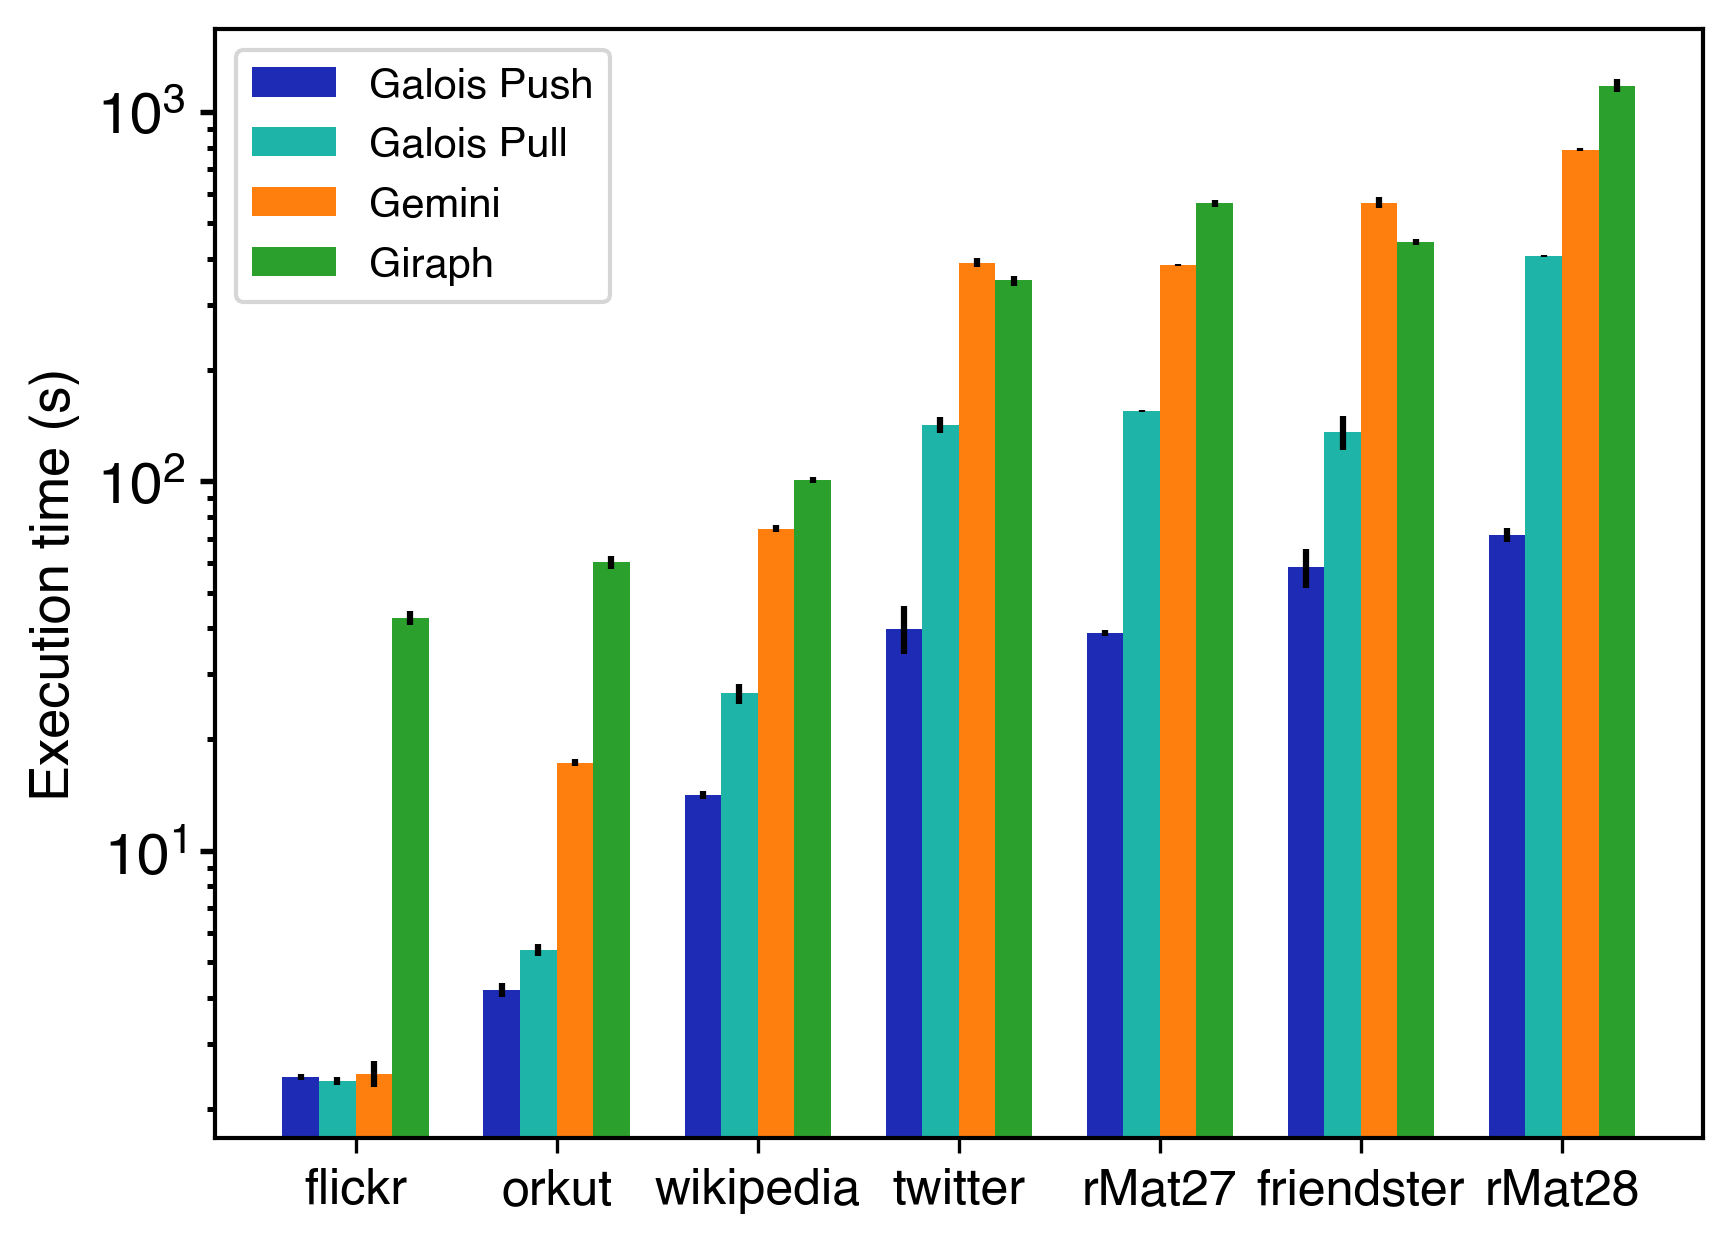 Galois Push
Galois Pull
Gemini
Giraph
Execution time (s)
10³
10²
10¹
flickr orkut wikipedia twitter rMat27 friendster rMat28